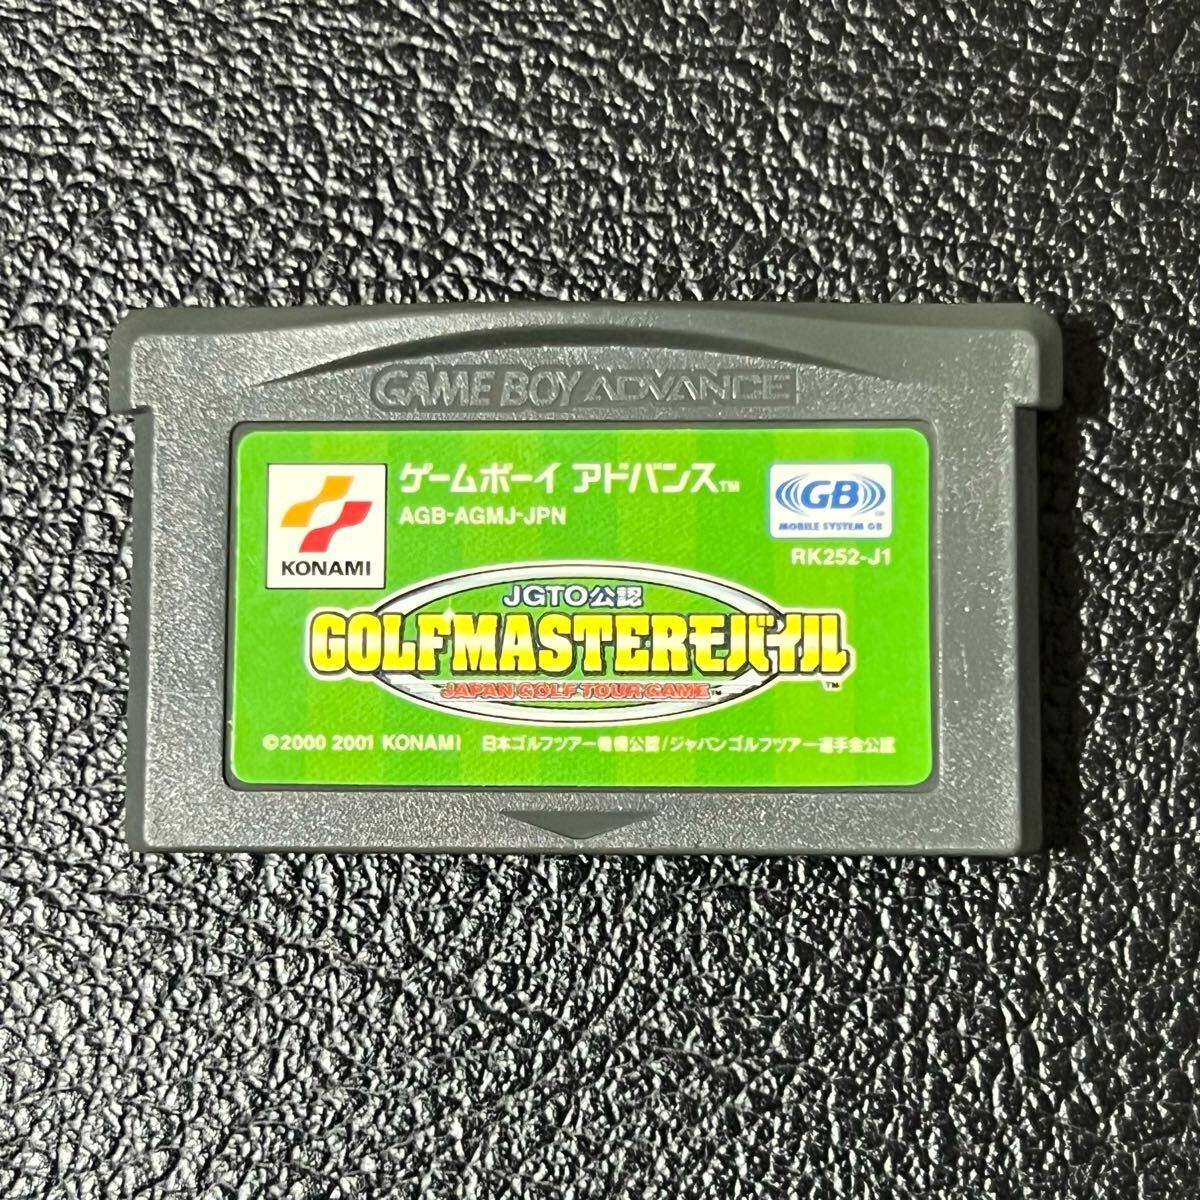 GAME BOY ADVANCE
ゲームボーイ アドバンス™
AGB-AGMJ-JPN
KONAMI
GB
MOBILE SYSTEM GB
RK252-J1
JGTO公認
GOLFMASTERモバイル™
JAPAN GOLF TOUR GAME™
©2000 2001 KONAMI 日本ゴルフツアー機構公認/ジャパンゴルフツアー選手会公認